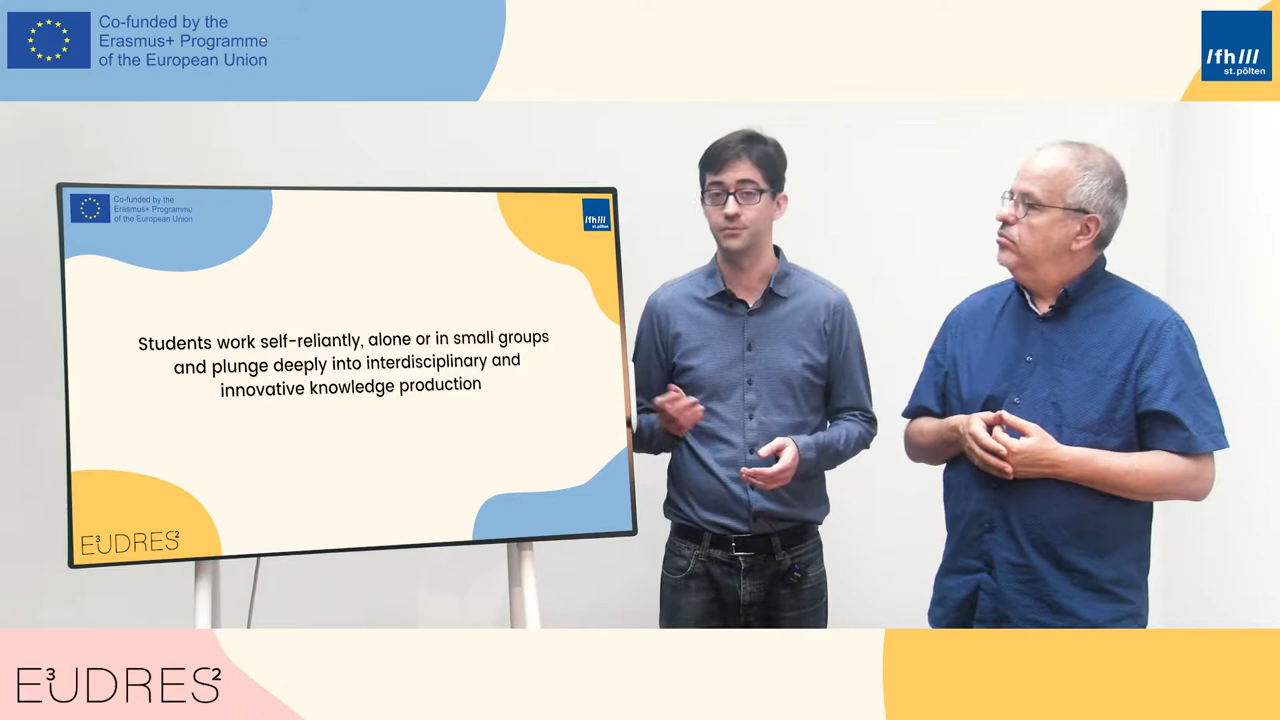 Co-funded by the
Erasmus+ Programme
of the European Union
/fh///
st.pölten
Co-funded by the
Erasmus+ Programme
of the European Union
/fh///
st.pölten
Students work self-reliantly, alone or in small groups
and plunge deeply into interdisciplinary and
innovative knowledge production
E³UDRES²
E³UDRES²